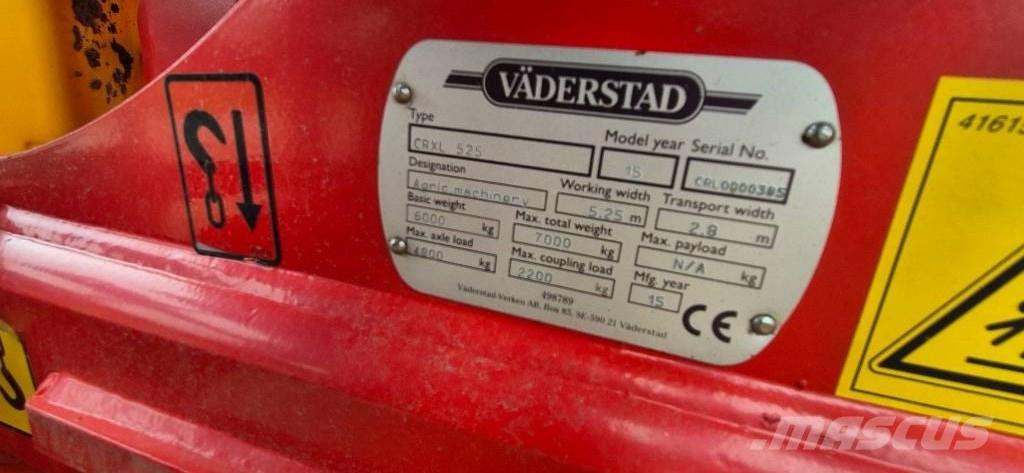 VÄDERSTAD
Type
Model year Serial No.
CRXL 525
15
CRL0000385
Designation
Working width
Transport width
Agric.machinery
5.25 m
2.8 m
Basic weight
Max. total weight
Max. payload
6000 kg
7000 kg
N/A kg
Max. axle load
Max. coupling load
Mfg. year
4800 kg
2200 kg
15
498789
Väderstad-Verken AB, Box 85, SE-590 21 Väderstad
CE
41615
mascus